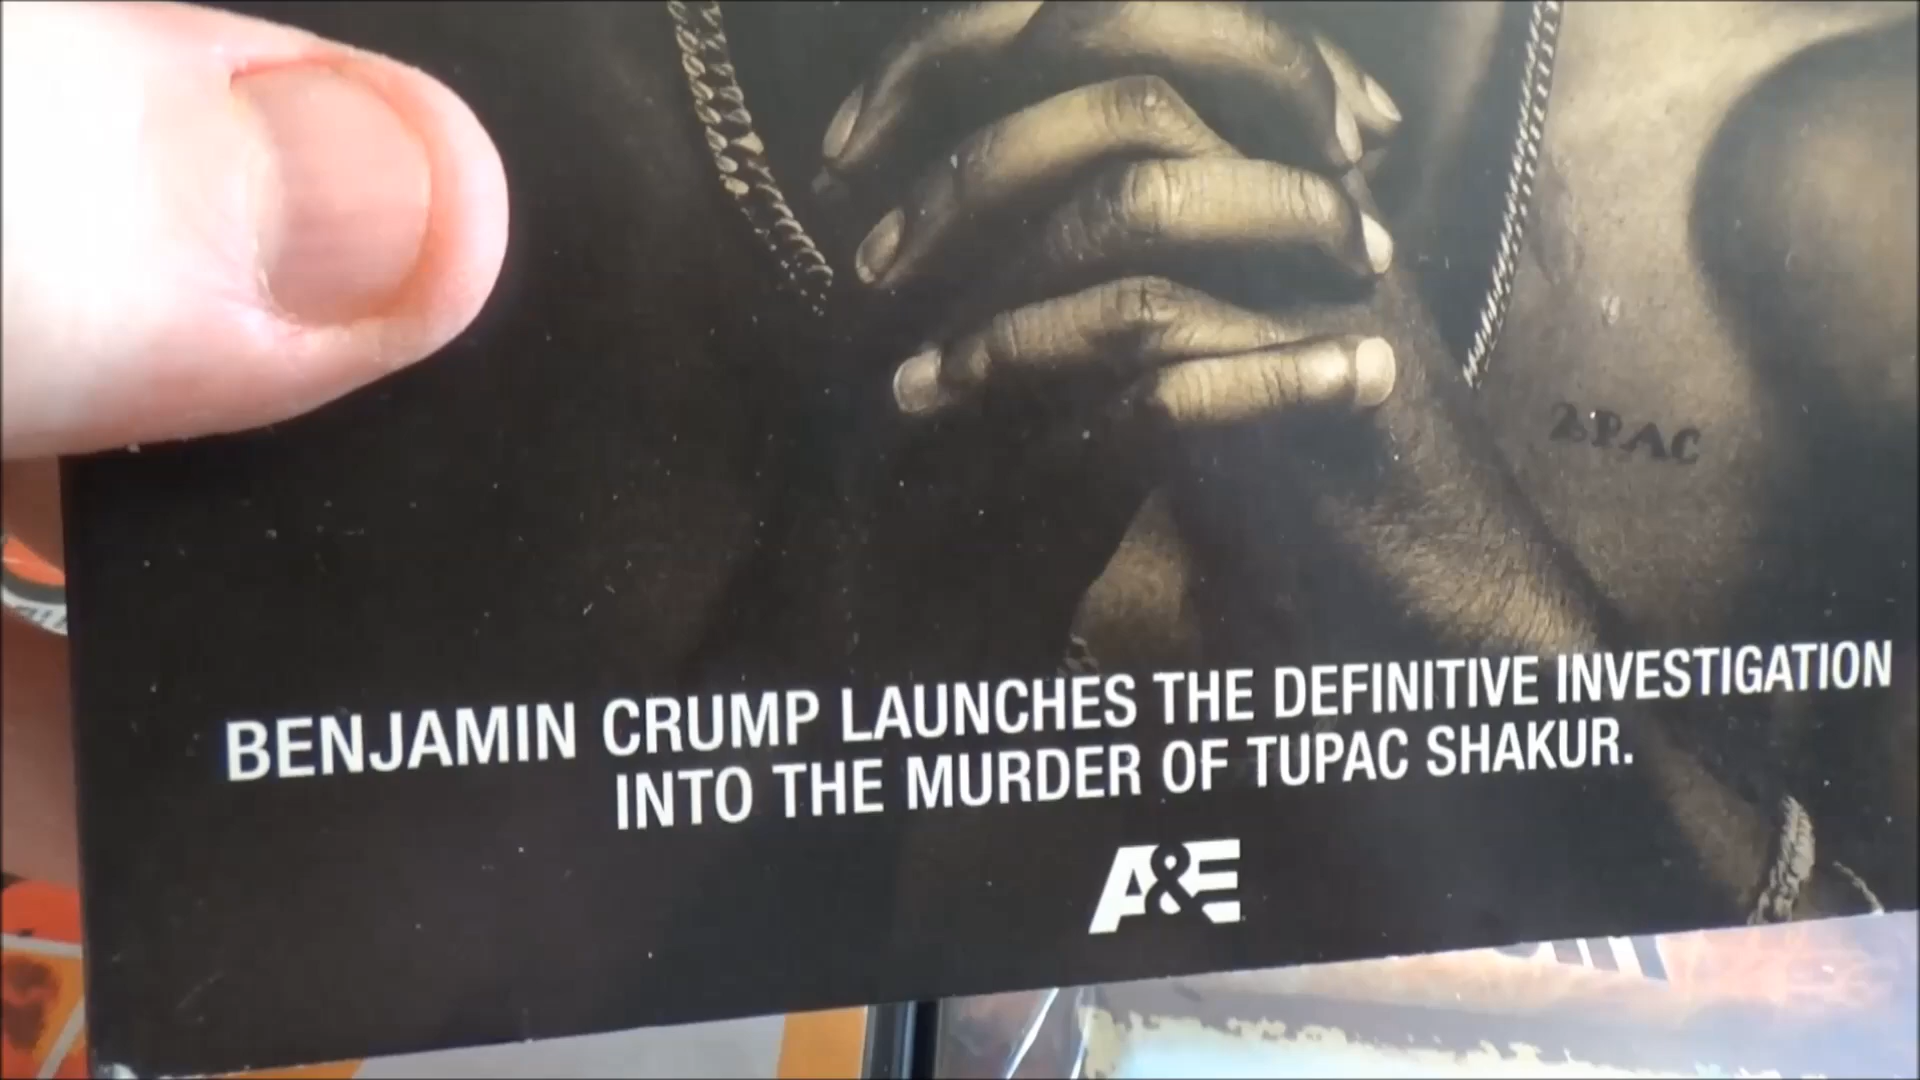 2PAC
BENJAMIN CRUMP LAUNCHES THE DEFINITIVE INVESTIGATION
INTO THE MURDER OF TUPAC SHAKUR.
A&E